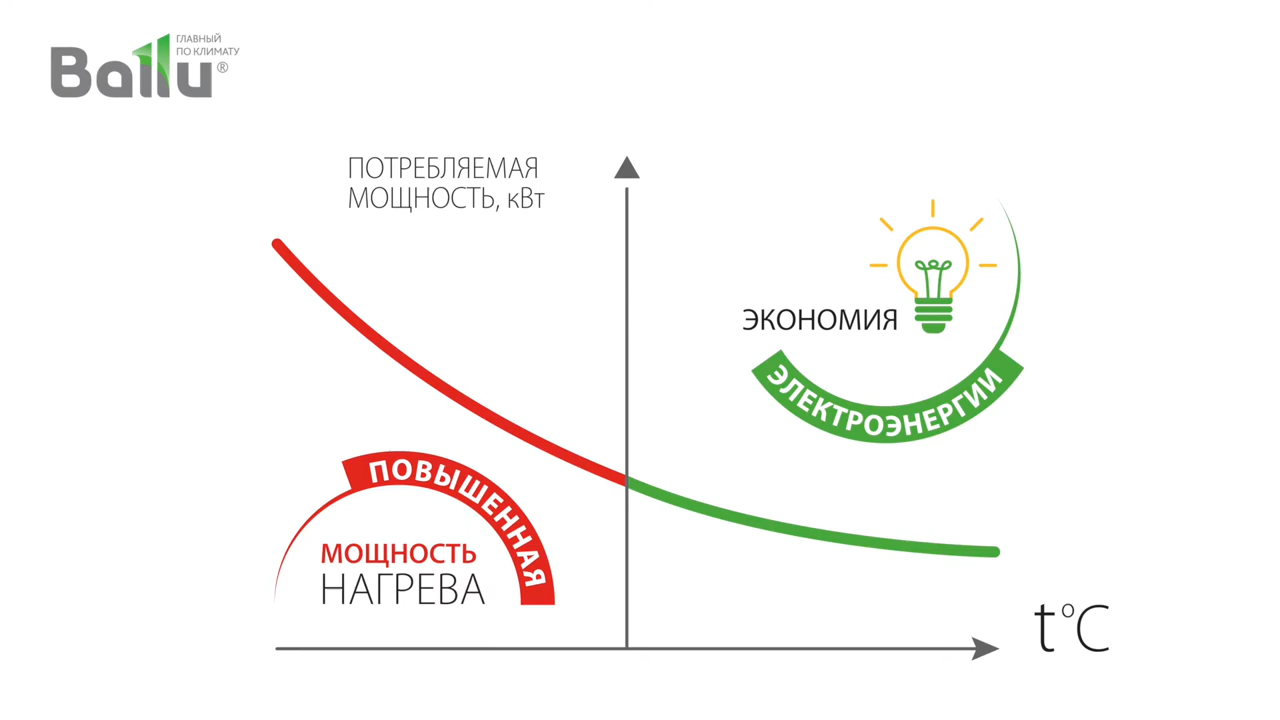 Ballu®
ГЛАВНЫЙ
ПО КЛИМАТУ
ПОТРЕБЛЯЕМАЯ
МОЩНОСТЬ, кВт
ЭКОНОМИЯ
ЭЛЕКТРОЭНЕРГИИ
ПОВЫШЕННАЯ
МОЩНОСТЬ
НАГРЕВА
t°C